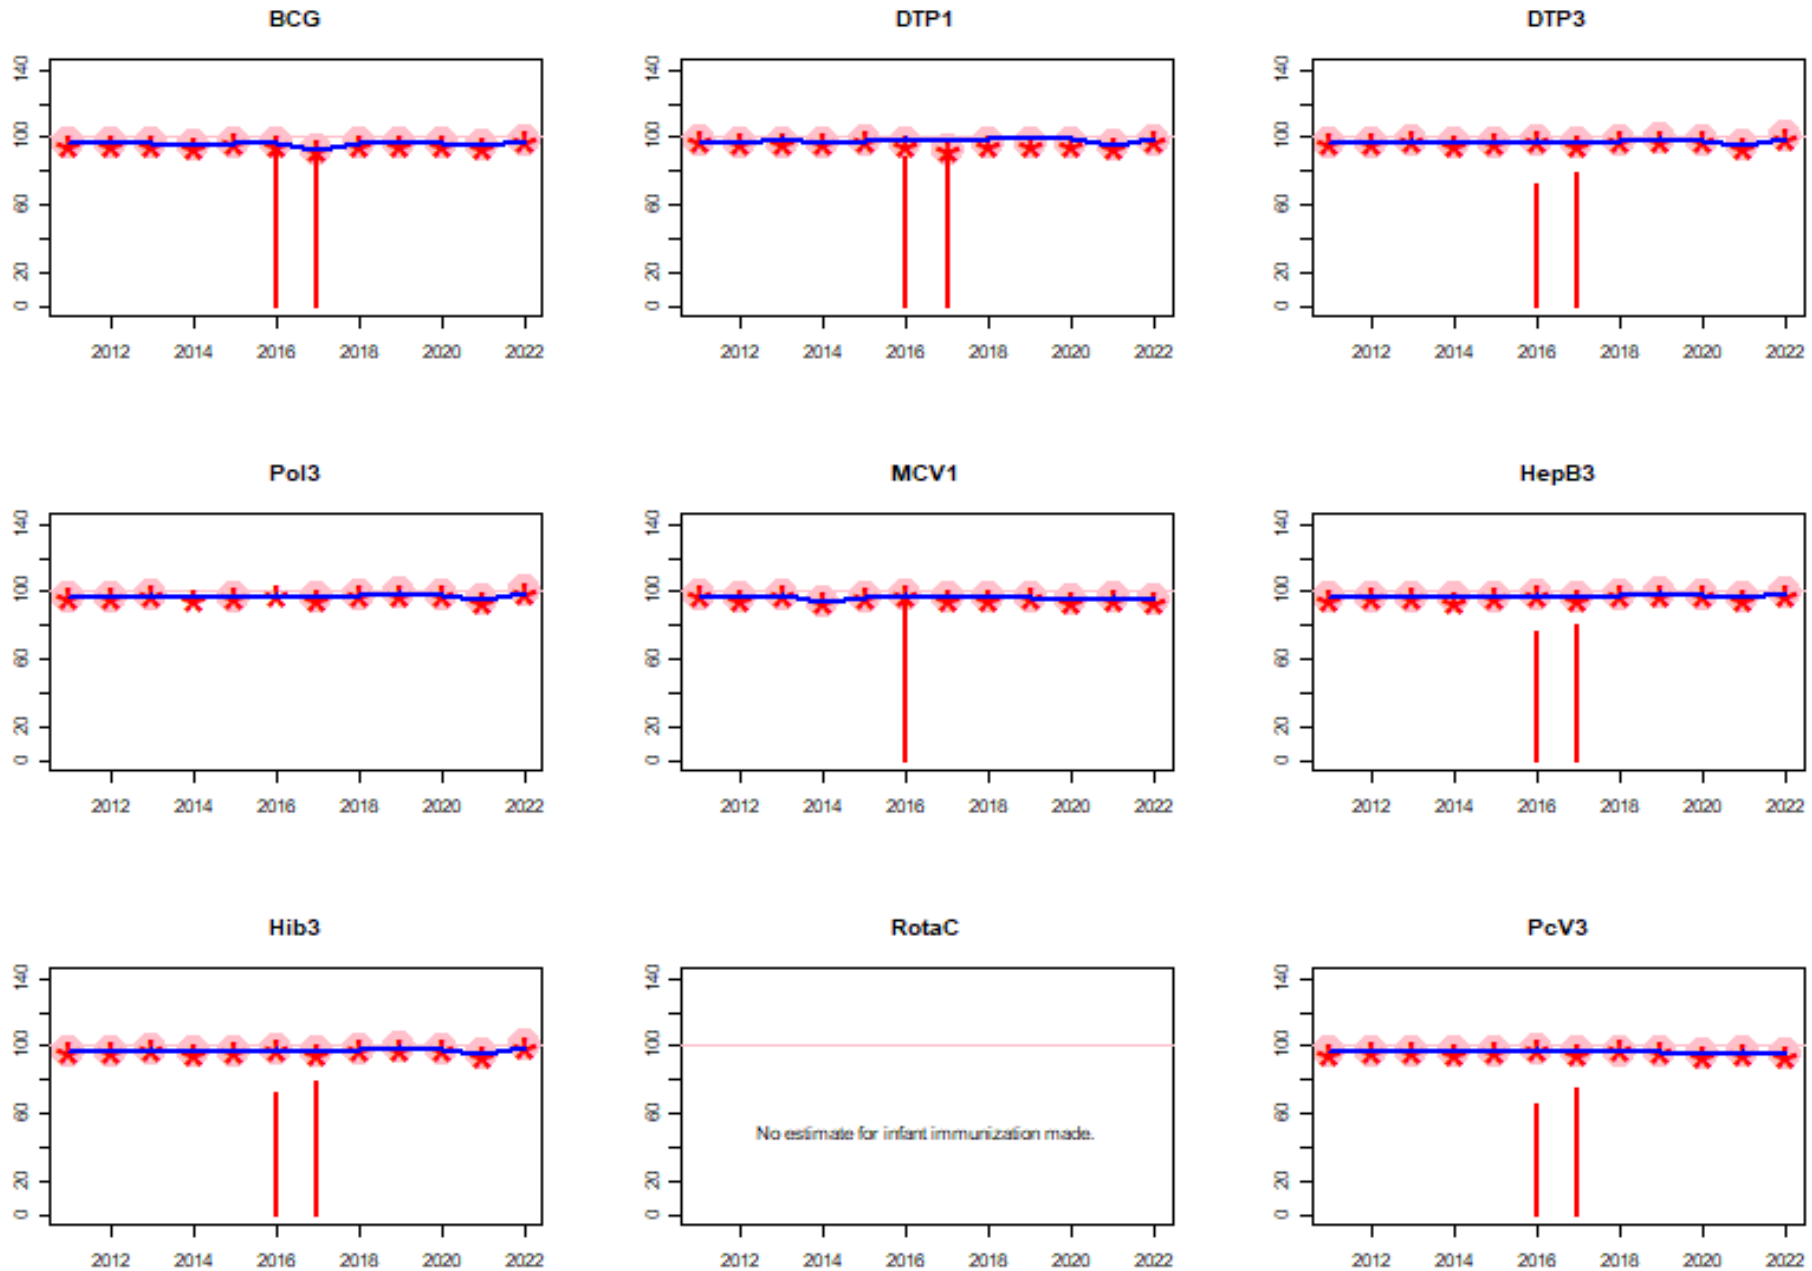 BCG DTP1 DTP3
140 140 140
100 100 100
60 60 60
20 20 20
0 0 0
2012 2014 2016 2018 2020 2022 2012 2014 2016 2018 2020 2022 2012 2014 2016 2018 2020 2022
Pol3 MCV1 HepB3
140 140 140
100 100 100
60 60 60
20 20 20
0 0 0
2012 2014 2016 2018 2020 2022 2012 2014 2016 2018 2020 2022 2012 2014 2016 2018 2020 2022
Hib3 RotaC PcV3
140 140 140
100 100 100
60 60 60
No estimate for infant immunization made.
20 20 20
0 0 0
2012 2014 2016 2018 2020 2022 2012 2014 2016 2018 2020 2022 2012 2014 2016 2018 2020 2022